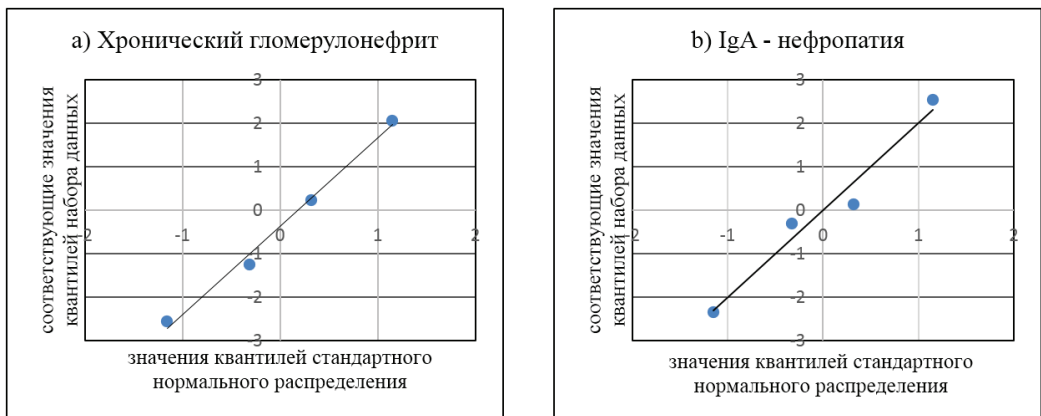 a) Хронический гломерулонефрит
соответствующие значения
квантилей набора данных
3
2
1
0
-1
-2
-3
2
-1
0
1
2
значения квантилей стандартного
нормального распределения
b) IgA - нефропатия
соответствующие значения
квантилей набора данных
3
2
1
0
-1
-2
-3
2
-1
0
1
2
значения квантилей стандартного
нормального распределения